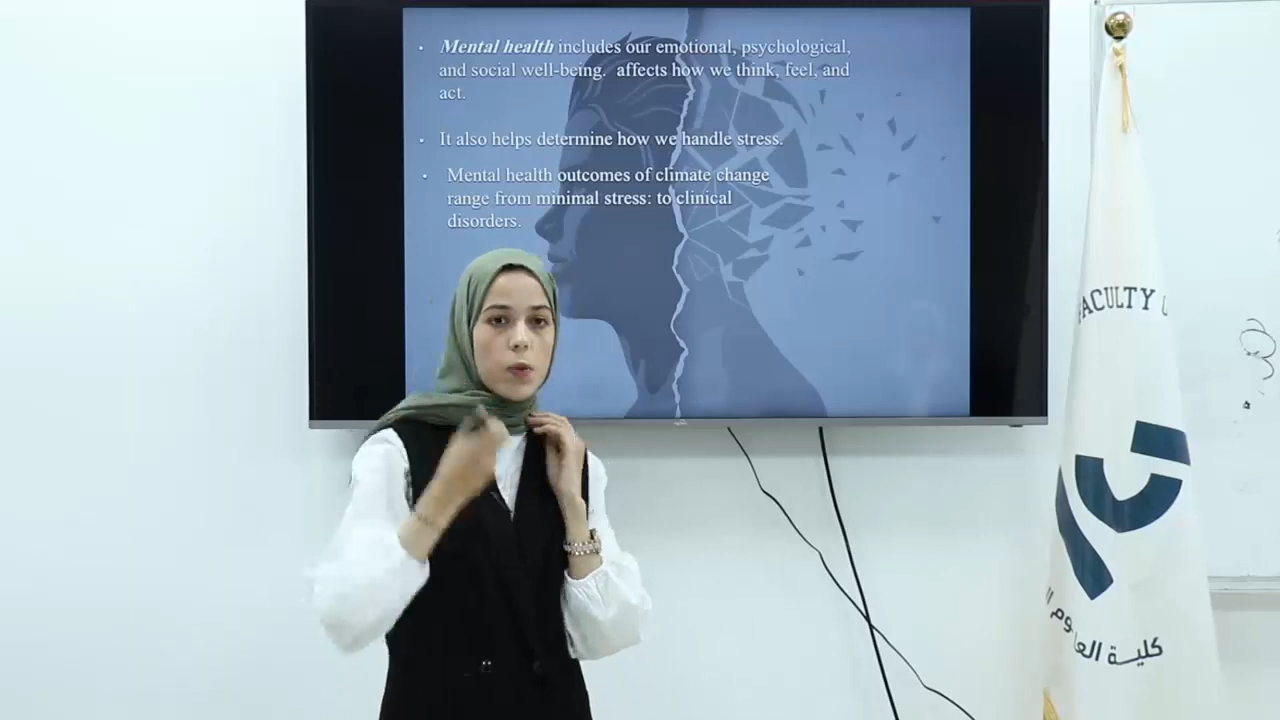 • Mental health includes our emotional, psychological,
and social well-being. affects how we think, feel, and
act.
• It also helps determine how we handle stress.
• Mental health outcomes of climate change
range from minimal stress: to clinical
disorders.
FACULTY
كلية